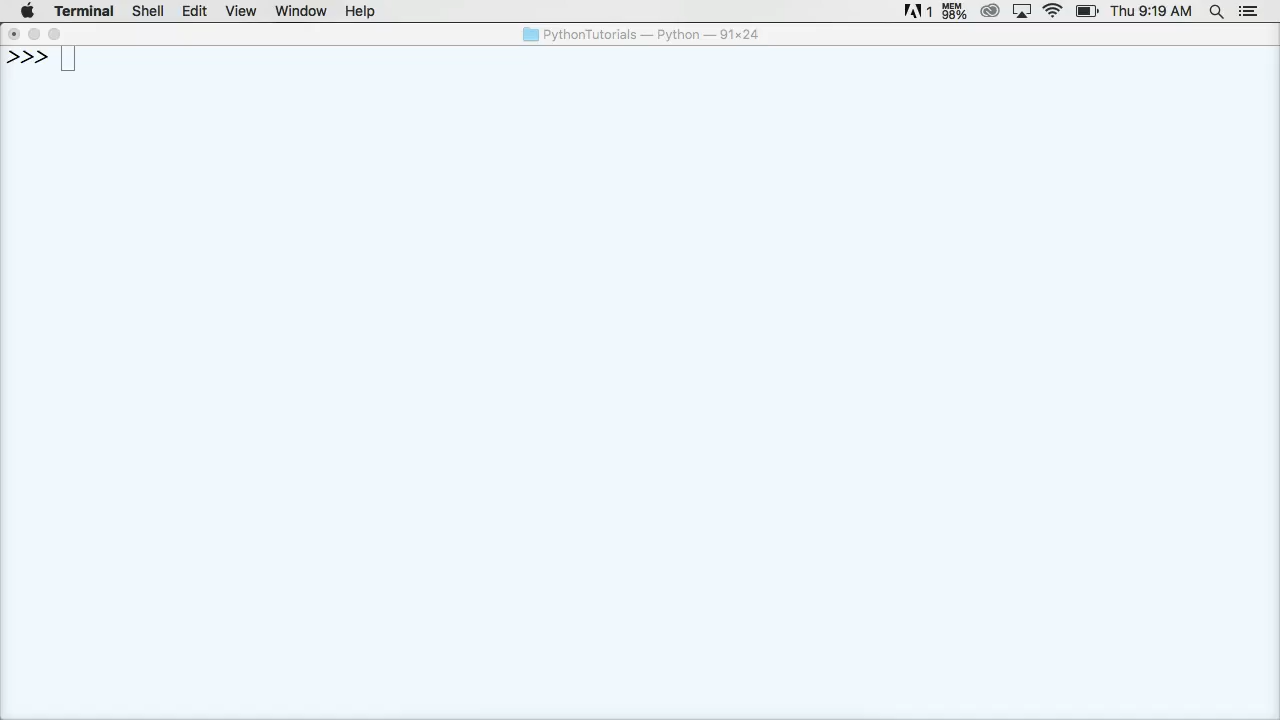 Terminal Shell Edit View Window Help 1 MEM 98% Thu 9:19 AM
PythonTutorials — Python — 91×24
>>>